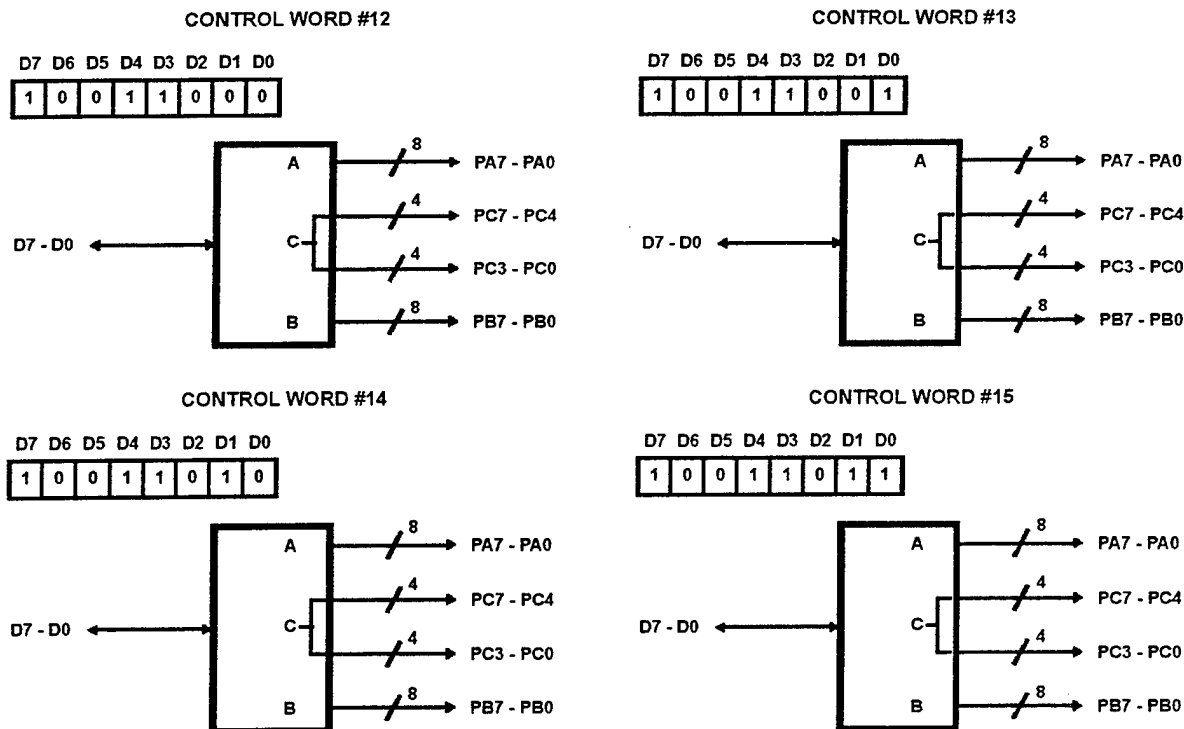 CONTROL WORD #12
D7 D6 D5 D4 D3 D2 D1 D0
1 0 0 1 1 0 0 0
D7 - D0
A
C
B
8
PA7 - PA0
4
PC7 - PC4
4
PC3 - PC0
8
PB7 - PB0
CONTROL WORD #13
D7 D6 D5 D4 D3 D2 D1 D0
1 0 0 1 1 0 0 1
D7 - D0
A
C
B
8
PA7 - PA0
4
PC7 - PC4
4
PC3 - PC0
8
PB7 - PB0
CONTROL WORD #14
D7 D6 D5 D4 D3 D2 D1 D0
1 0 0 1 1 0 1 0
D7 - D0
A
C
B
8
PA7 - PA0
4
PC7 - PC4
4
PC3 - PC0
8
PB7 - PB0
CONTROL WORD #15
D7 D6 D5 D4 D3 D2 D1 D0
1 0 0 1 1 0 1 1
D7 - D0
A
C
B
8
PA7 - PA0
4
PC7 - PC4
4
PC3 - PC0
8
PB7 - PB0